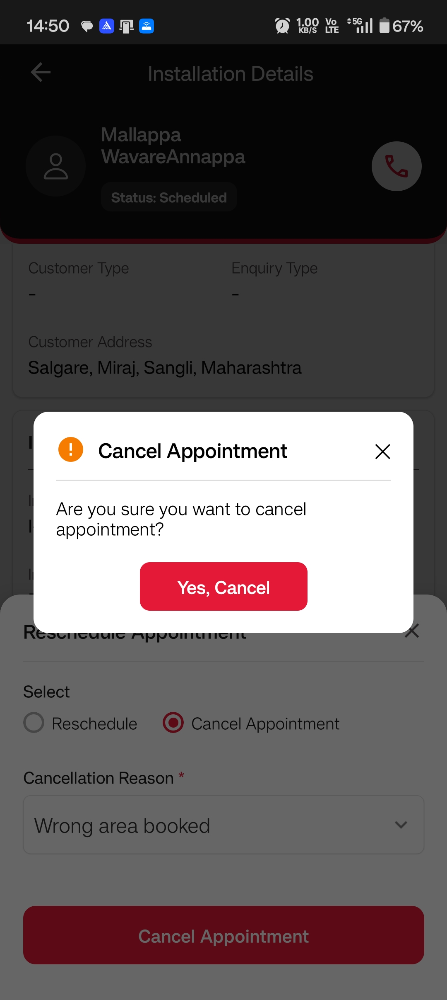 14:50
1.00
KB/S
Vo
LTE
5G
67%
Installation Details
Mallappa
WavareAnnappa
Status: Scheduled
Customer Type
Enquiry Type
-
-
Customer Address
Salgare, Miraj, Sangli, Maharashtra
Cancel Appointment
Are you sure you want to cancel
appointment?
Yes, Cancel
Reschedule Appointment
Select
Reschedule
Cancel Appointment
Cancellation Reason *
Wrong area booked
Cancel Appointment